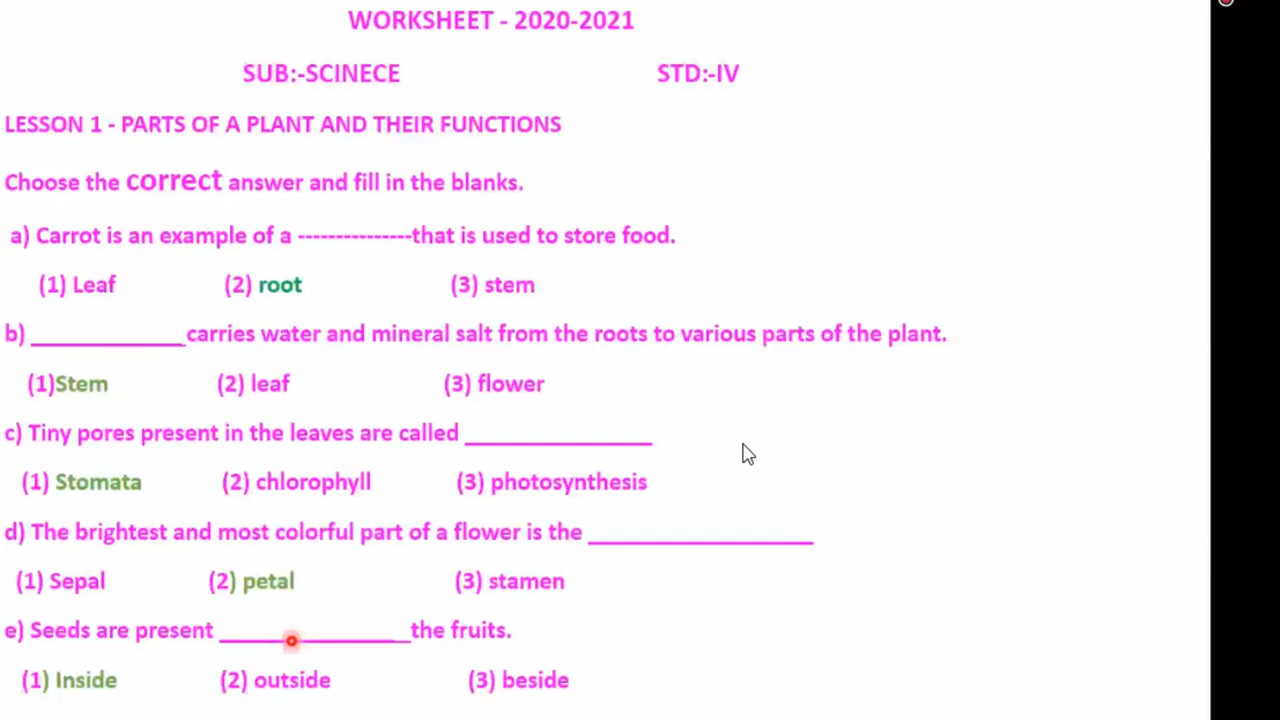 WORKSHEET - 2020-2021
SUB:-SCINECE STD:-IV
LESSON 1 - PARTS OF A PLANT AND THEIR FUNCTIONS
Choose the correct answer and fill in the blanks.
a) Carrot is an example of a ---------------that is used to store food.
(1) Leaf (2) root (3) stem
b) _____________carries water and mineral salt from the roots to various parts of the plant.
(1)Stem (2) leaf (3) flower
c) Tiny pores present in the leaves are called ________________
(1) Stomata (2) chlorophyll (3) photosynthesis
d) The brightest and most colorful part of a flower is the ___________________
(1) Sepal (2) petal (3) stamen
e) Seeds are present ________________the fruits.
(1) Inside (2) outside (3) beside